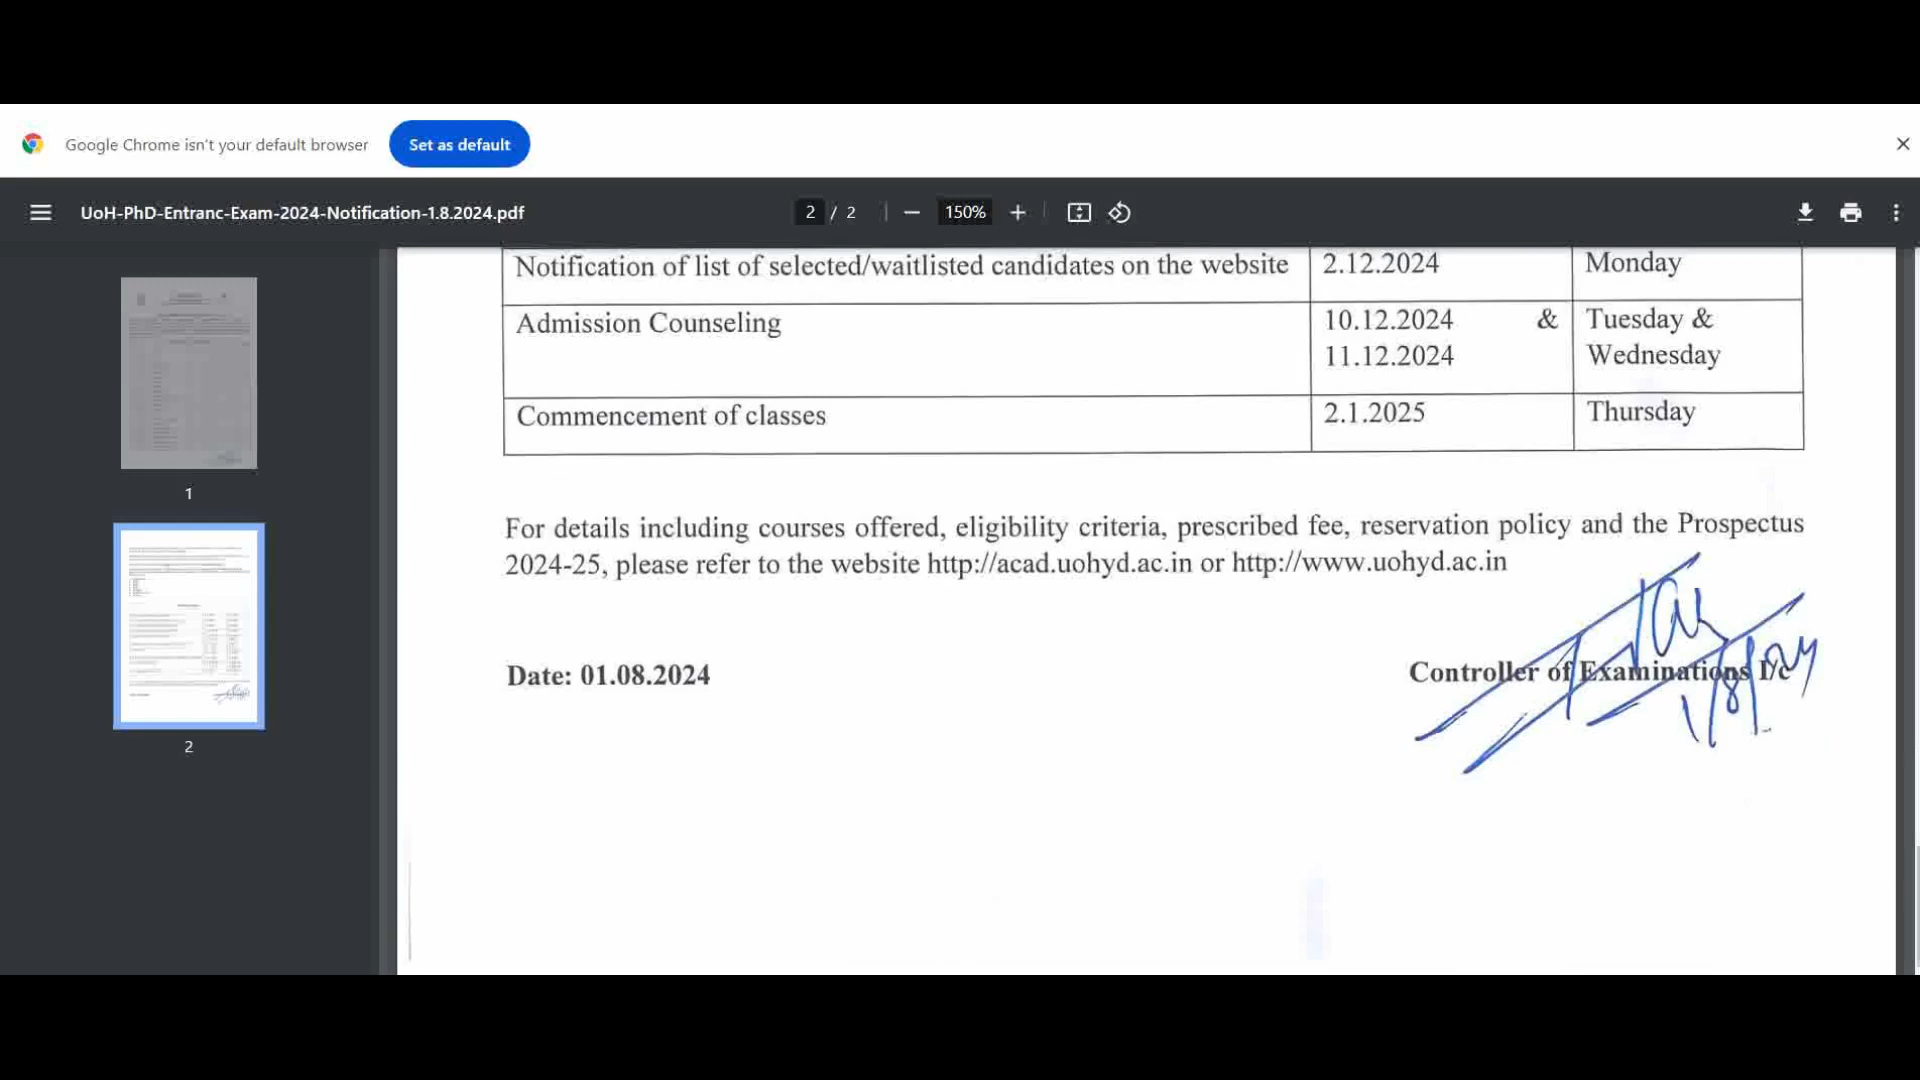 Google Chrome isn't your default browser
Set as default
UoH-PhD-Entranc-Exam-2024-Notification-1.8.2024.pdf
2 / 2
150%
Notification of list of selected/waitlisted candidates on the website 2.12.2024 Monday
Admission Counseling 10.12.2024 & Tuesday &
11.12.2024 Wednesday
Commencement of classes 2.1.2025 Thursday
For details including courses offered, eligibility criteria, prescribed fee, reservation policy and the Prospectus
2024-25, please refer to the website http://acad.uohyd.ac.in or http://www.uohyd.ac.in
Date: 01.08.2024
Controller of Examinations I/c
1/8/24
1
2